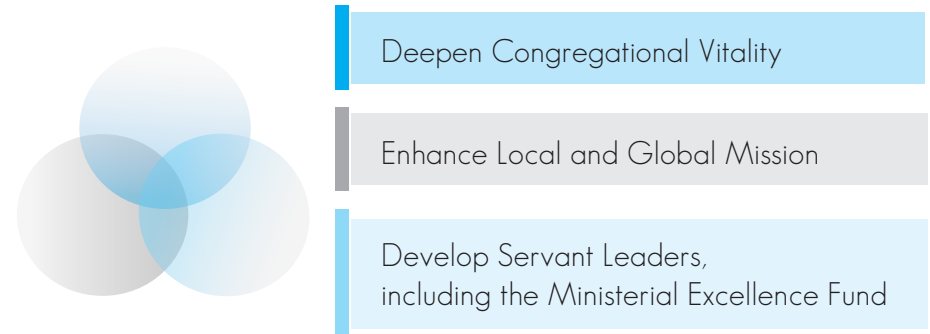 Deepen Congregational Vitality
Enhance Local and Global Mission
Develop Servant Leaders,
including the Ministerial Excellence Fund